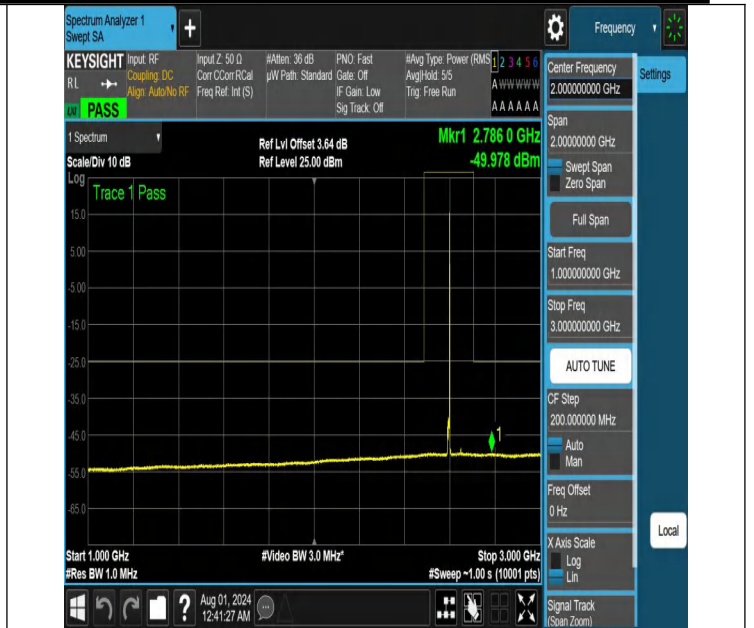 Spectrum Analyzer 1
Swept SA
+
Frequency
KEYSIGHT
RL
PASS
Input: RF
Coupling: DC
Align: Auto/No RF
Input Z: 50 Ω
Corr CCorr RCal
Freq Ref: Int (S)
#Atten: 36 dB
µW Path: Standard
PNO: Fast
Gate: Off
IF Gain: Low
Sig Track: Off
#Avg Type: Power (RMS
Avg|Hold: 5/5
Trig: Free Run
1 2 3 4 5 6
A W W W W W
A A A A A A
1 Spectrum
Scale/Div 10 dB
Ref Lvl Offset 3.64 dB
Ref Level 25.00 dBm
Mkr1 2.786 0 GHz
-49.978 dBm
Log
Trace 1 Pass
15.0
5.00
-5.00
-15.0
-25.0
-35.0
-45.0
-55.0
-65.0
1
Start 1.000 GHz
#Res BW 1.0 MHz
#Video BW 3.0 MHz*
Stop 3.000 GHz
#Sweep ~1.00 s (10001 pts)
Center Frequency
2.000000000 GHz
Settings
Span
2.00000000 GHz
Swept Span
Zero Span
Full Span
Start Freq
1.000000000 GHz
Stop Freq
3.000000000 GHz
AUTO TUNE
CF Step
200.000000 MHz
Auto
Man
Freq Offset
0 Hz
X Axis Scale
Log
Lin
Local
Signal Track
(Span Zoom)
?
Aug 01, 2024
12:41:27 AM